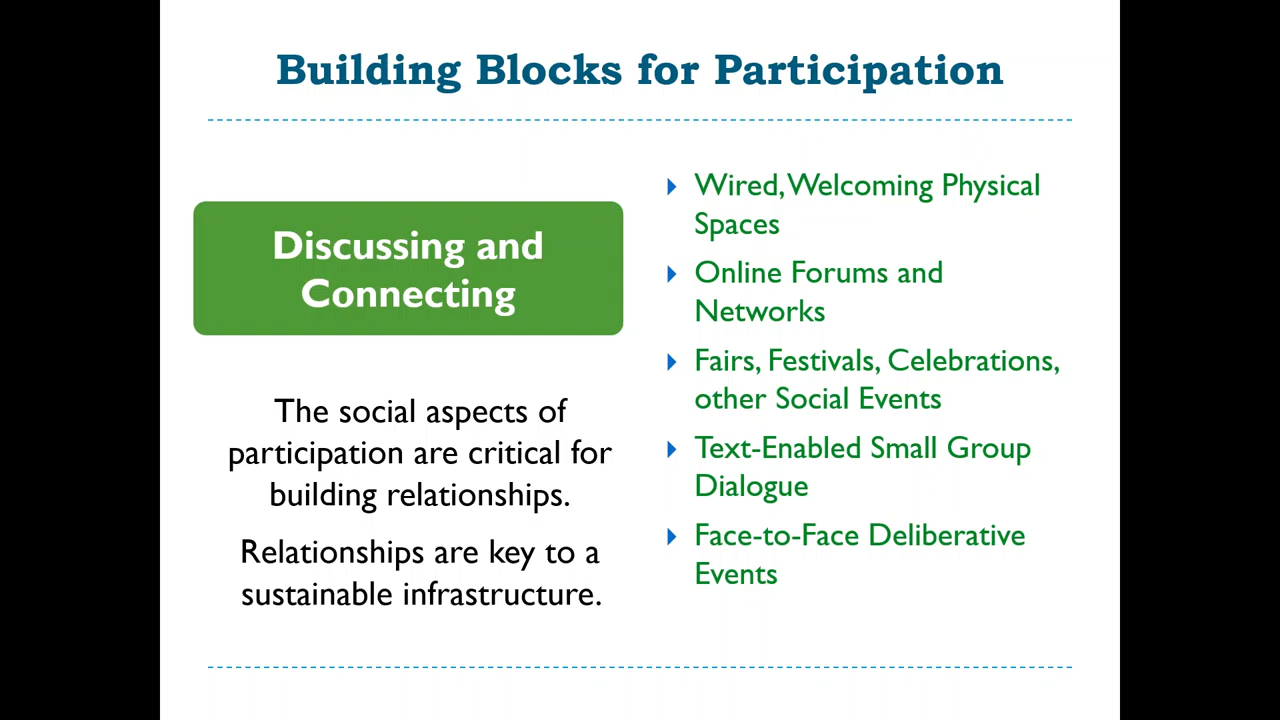 Building Blocks for Participation
Discussing and
Connecting
The social aspects of
participation are critical for
building relationships.
Relationships are key to a
sustainable infrastructure.
Wired, Welcoming Physical
Spaces
Online Forums and
Networks
Fairs, Festivals, Celebrations,
other Social Events
Text-Enabled Small Group
Dialogue
Face-to-Face Deliberative
Events